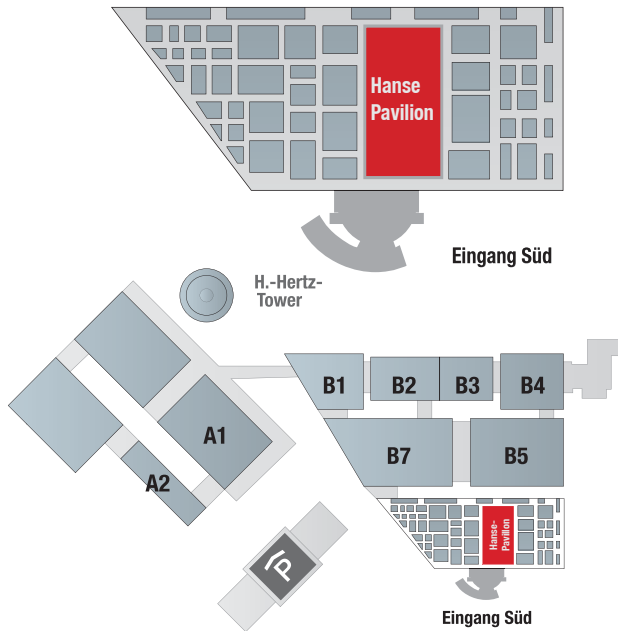 Hanse
Pavilion
Eingang Süd
H.-Hertz-
Tower
B1
B2
B3
B4
A1
B7
B5
A2
Hanse-
Pavilion
P
Eingang Süd